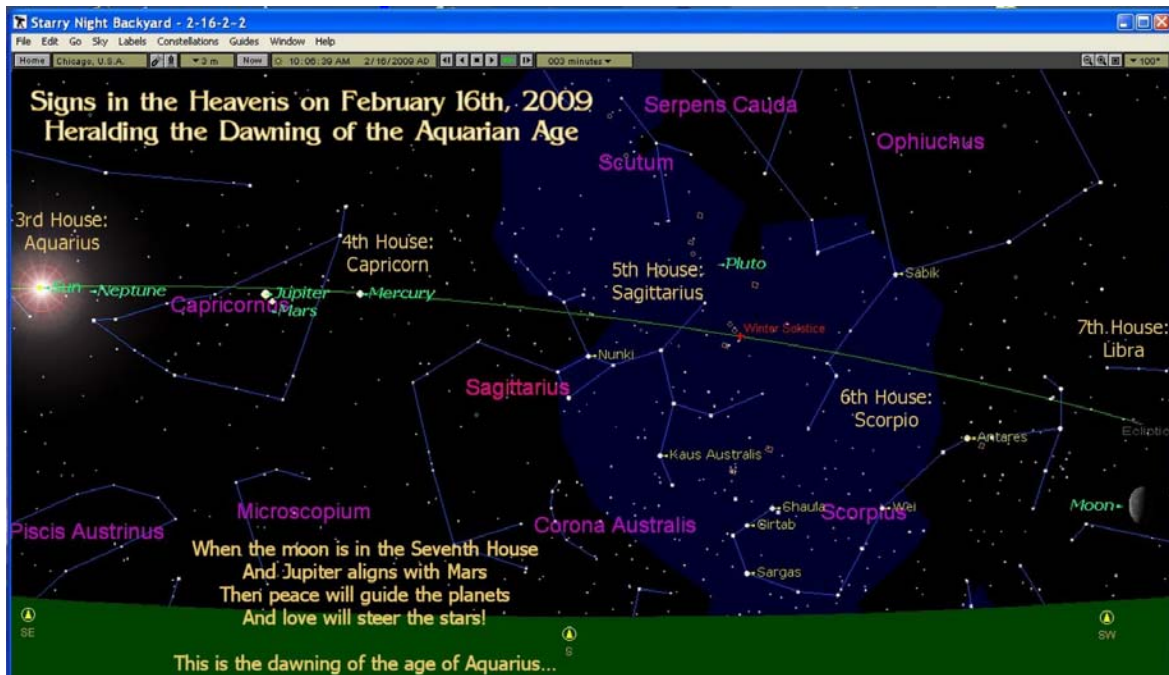 Starry Night Backyard - 2-16-2-2
File Edit Go Sky Labels Constellations Guides Window Help
Home Chicago, U.S.A. 3 m Now 10:06:39 AM 2/16/2009 AD 003 minutes 100°
Signs in the Heavens on February 16th, 2009
Heralding the Dawning of the Aquarian Age
Serpens Cauda
Ophiuchus
Scutum
3rd House:
Aquarius
4th House:
Capricorn
5th House:
Sagittarius
Pluto
Sabik
Sun
Neptune
Jupiter
Mercury
Capricornus
Mars
Winter Solstice
7th House:
Libra
Nunki
Sagittarius
6th House:
Scorpio
Ecliptic
Antares
Kaus Australis
Microscopium
Piscis Austrinus
Corona Australis
Shaula
Girtab
Scorpius
Wei
Moon
Sargas
When the moon is in the Seventh House
And Jupiter aligns with Mars
Then peace will guide the planets
And love will steer the stars!
This is the dawning of the age of Aquarius...
SE
S
SW